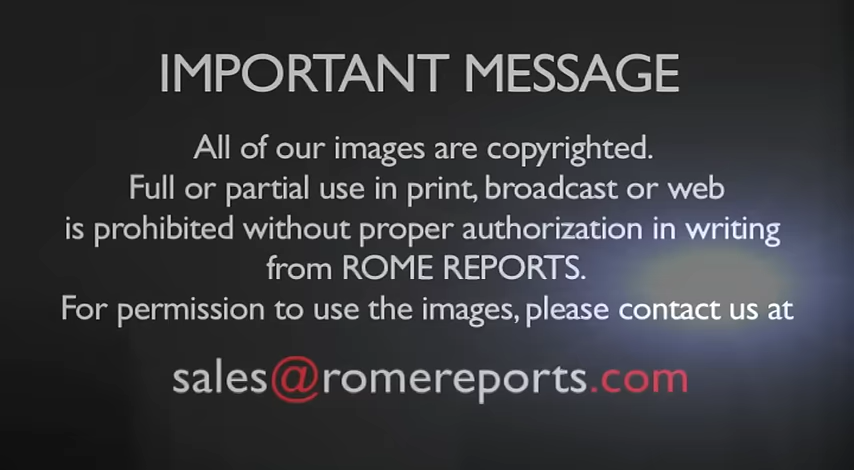 IMPORTANT MESSAGE
All of our images are copyrighted.
Full or partial use in print, broadcast or web
is prohibited without proper authorization in writing
from ROME REPORTS.
For permission to use the images, please contact us at
sales@romereports.com